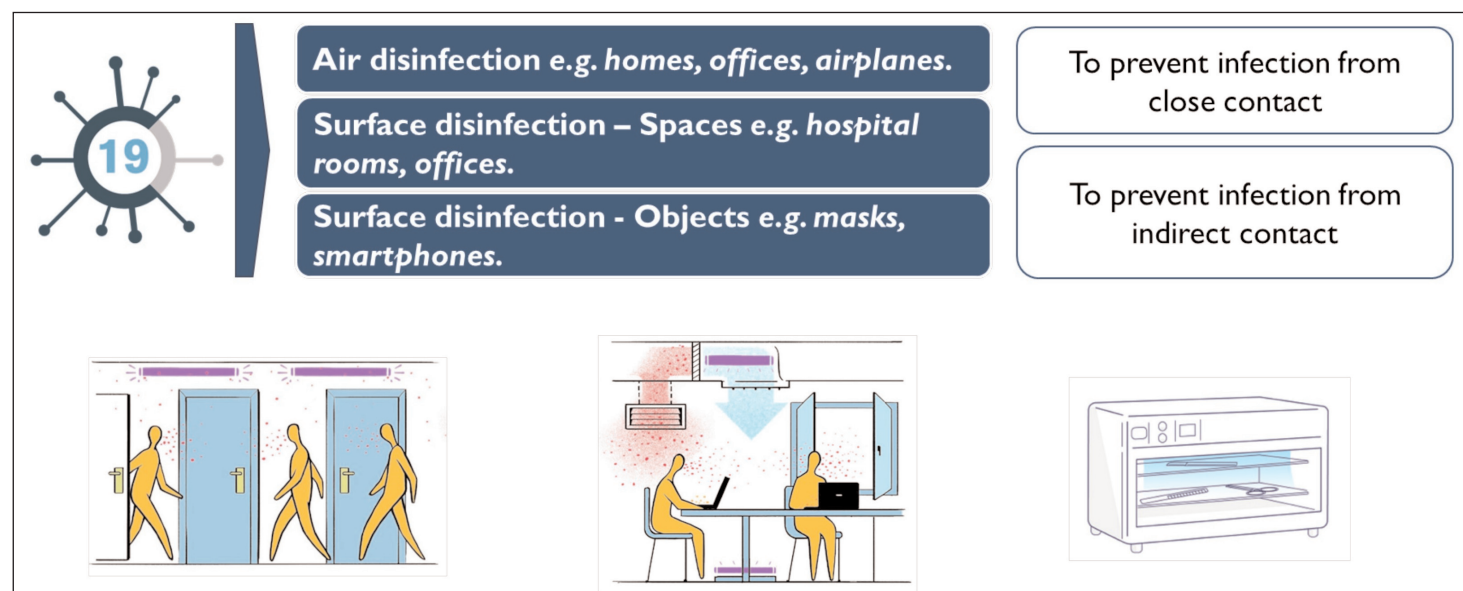 19
Air disinfection e.g. homes, offices, airplanes.
Surface disinfection – Spaces e.g. hospital
rooms, offices.
Surface disinfection - Objects e.g. masks,
smartphones.
To prevent infection from
close contact
To prevent infection from
indirect contact